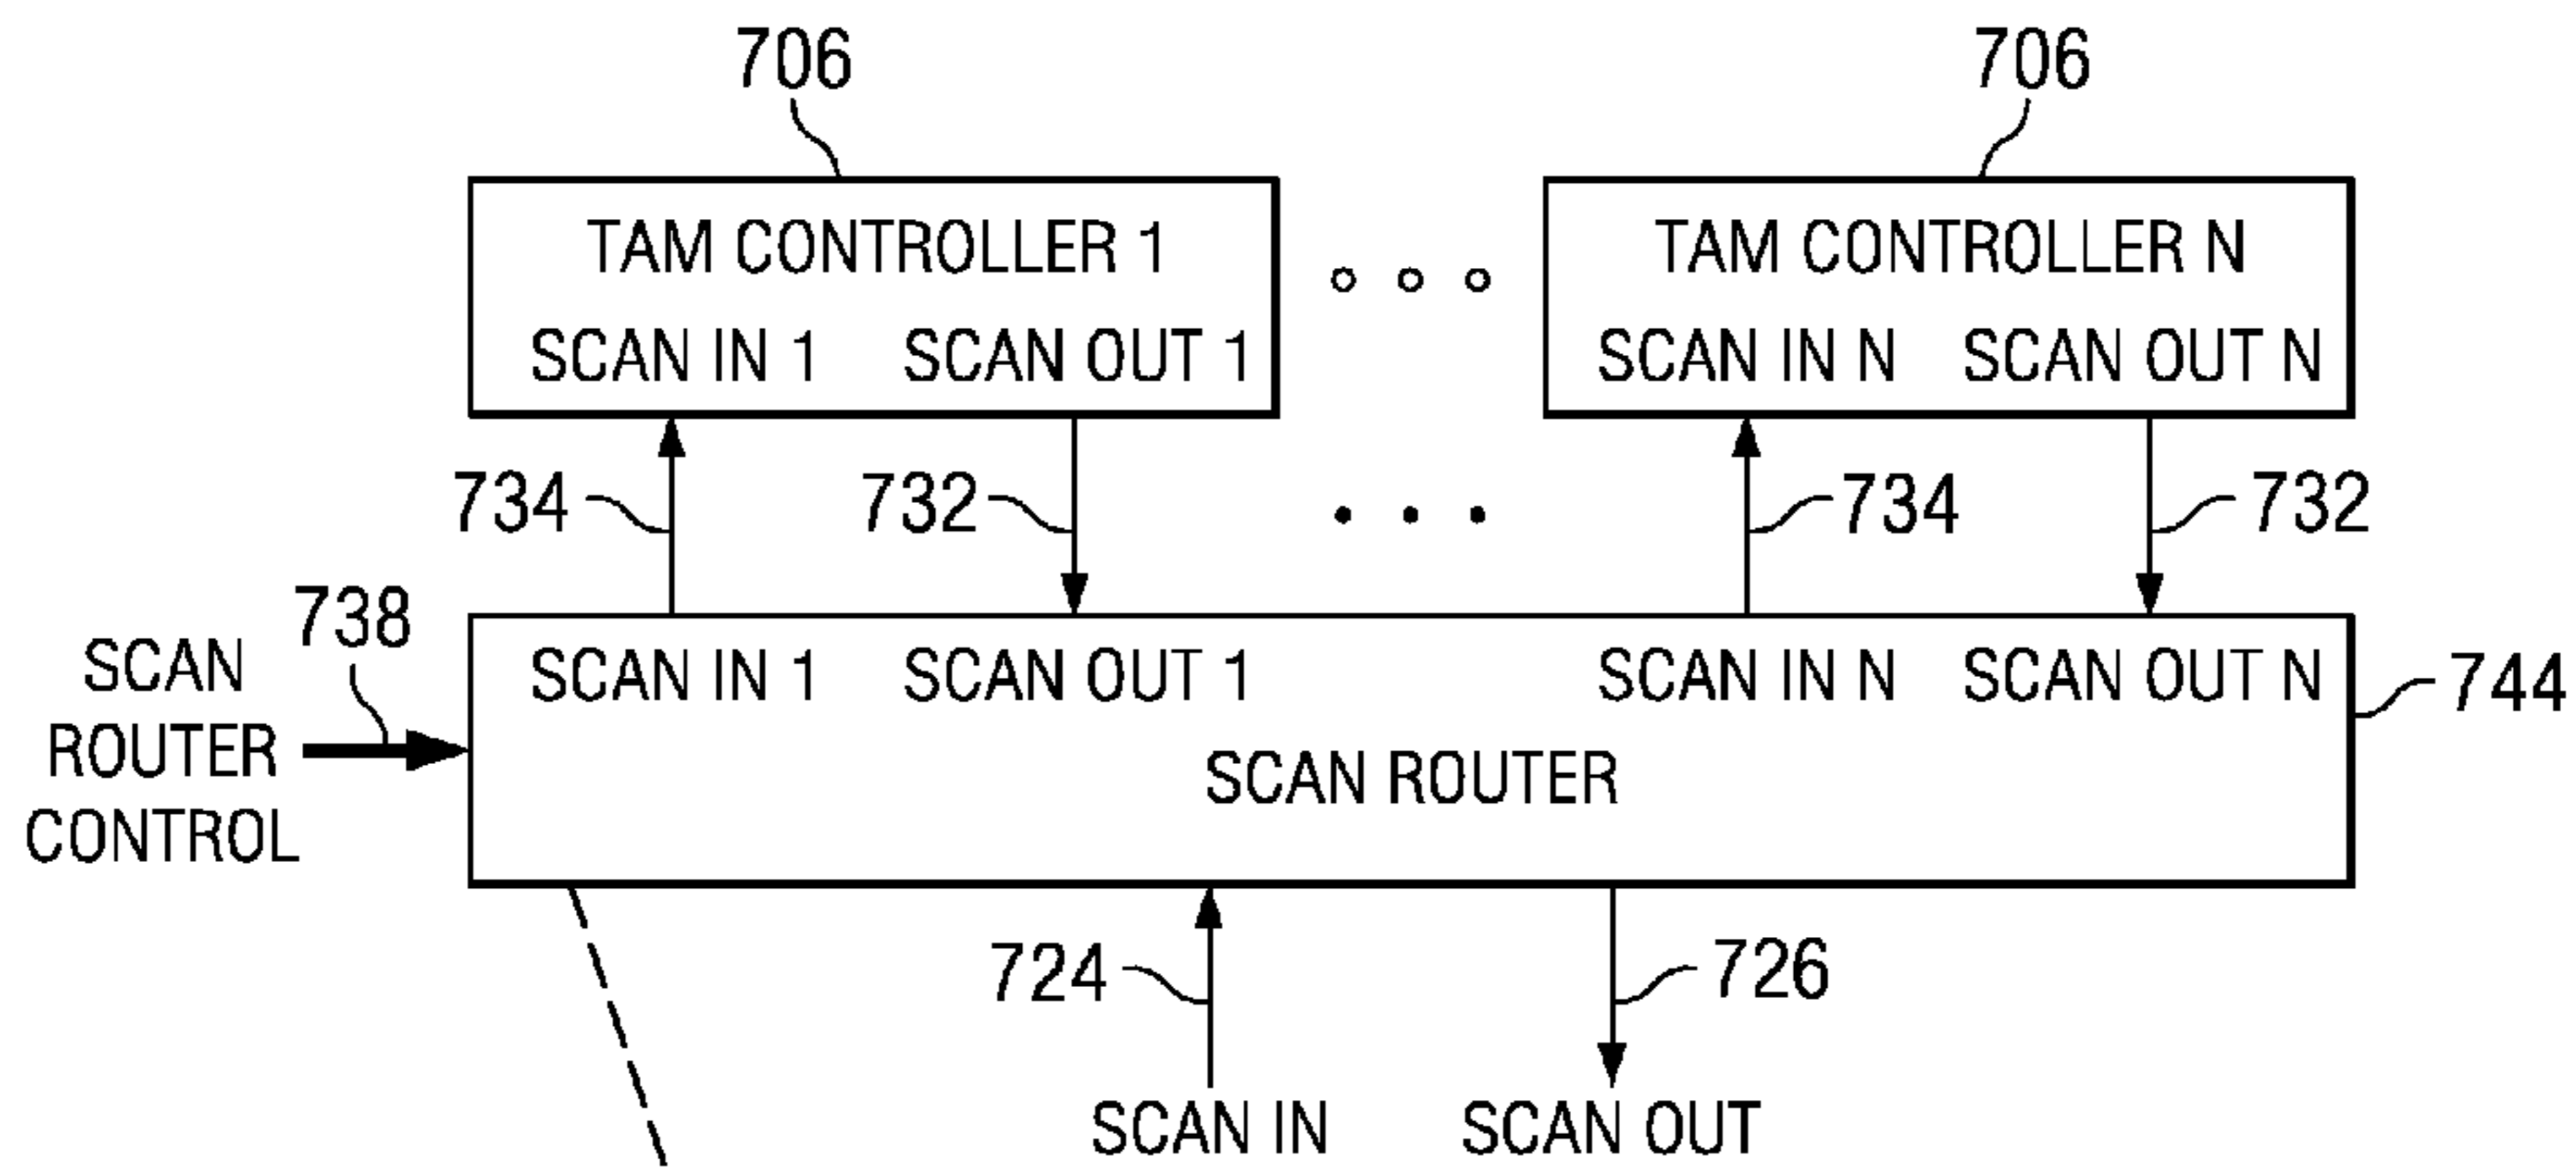 706 706
TAM CONTROLLER 1 TAM CONTROLLER N
SCAN IN 1 SCAN OUT 1 SCAN IN N SCAN OUT N
734 732 734 732
738
SCAN
ROUTER
CONTROL
SCAN IN 1 SCAN OUT 1 SCAN IN N SCAN OUT N
744
SCAN ROUTER
724 726
SCAN IN SCAN OUT